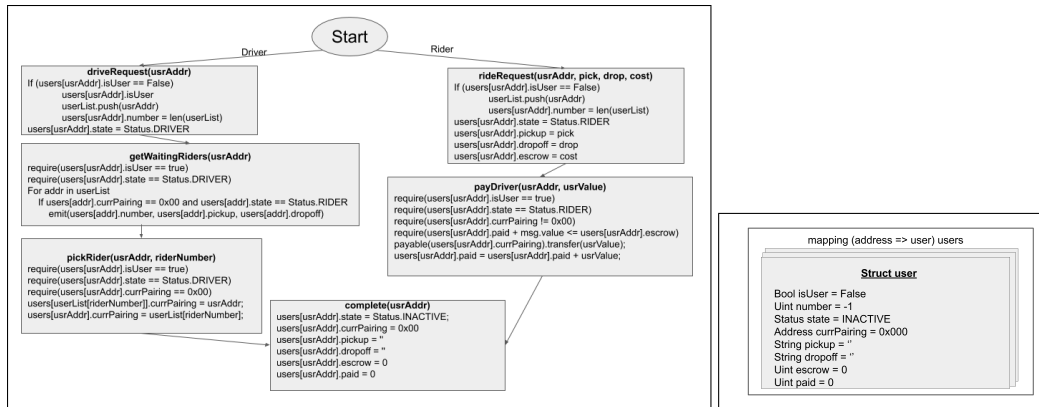 Start
Driver
Rider
driveRequest(usrAddr)
If (users[usrAddr].isUser == False)
users[usrAddr].isUser
userList.push(usrAddr)
users[usrAddr].number = len(userList)
users[usrAddr].state = Status.DRIVER
getWaitingRiders(usrAddr)
require(users[usrAddr].isUser == true)
require(users[usrAddr].state == Status.DRIVER)
For addr in userList
If users[addr].currPairing == 0x00 and users[addr].state == Status.RIDER
emit(users[addr].number, users[addr].pickup, users[addr].dropoff)
pickRider(usrAddr, riderNumber)
require(users[usrAddr].isUser == true)
require(users[usrAddr].state == Status.DRIVER)
require(users[usrAddr].currPairing == 0x00)
users[userList[riderNumber]].currPairing = usrAddr;
users[usrAddr].currPairing = userList[riderNumber];
rideRequest(usrAddr, pick, drop, cost)
If (users[usrAddr].isUser == False)
userList.push(usrAddr)
users[usrAddr].number = len(userList)
users[usrAddr].state = Status.RIDER
users[usrAddr].pickup = pick
users[usrAddr].dropoff = drop
users[usrAddr].escrow = cost
payDriver(usrAddr, usrValue)
require(users[usrAddr].isUser == true)
require(users[usrAddr].state == Status.RIDER)
require(users[usrAddr].currPairing != 0x00)
require(users[usrAddr].paid + msg.value <= users[usrAddr].escrow)
payable(users[usrAddr].currPairing).transfer(usrValue);
users[usrAddr].paid = users[usrAddr].paid + usrValue;
complete(usrAddr)
users[usrAddr].state = Status.INACTIVE;
users[usrAddr].currPairing = 0x00
users[usrAddr].pickup = ''
users[usrAddr].dropoff = ''
users[usrAddr].escrow = 0
users[usrAddr].paid = 0
mapping (address => user) users
Struct user
Bool isUser = False
Uint number = -1
Status state = INACTIVE
Address currPairing = 0x000
String pickup = ‘’
String dropoff = ‘’
Uint escrow = 0
Uint paid = 0